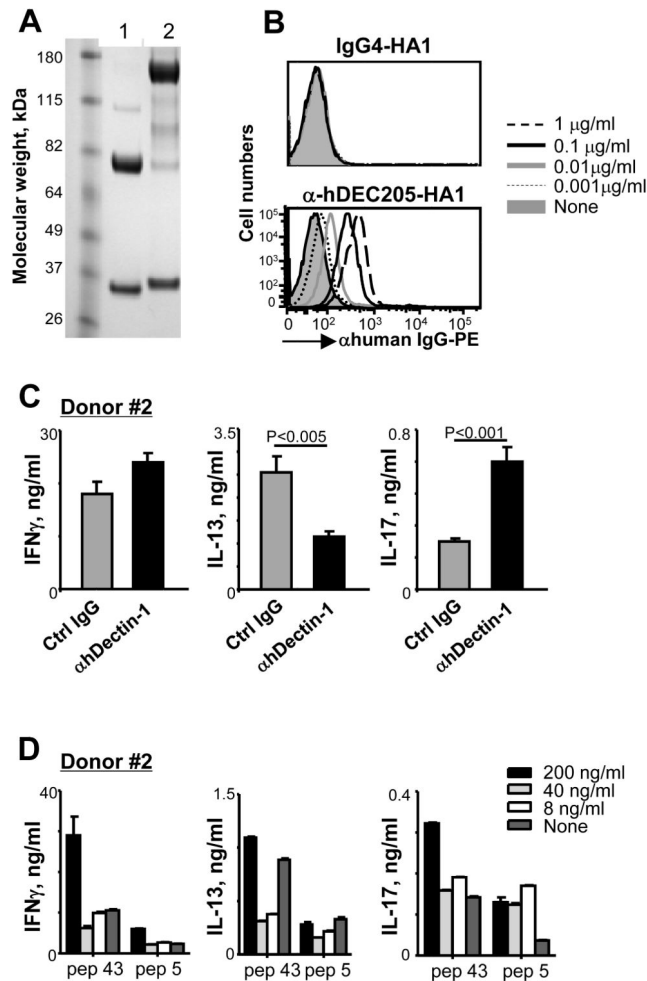 A
1 2
Molecular weight, kDa
180
115
82
64
49
37
26
B
IgG4-HA1
α-hDEC205-HA1
Cell numbers
10⁵
10⁴
10³
10²
0
0 10² 10³ 10⁴ 10⁵
αhuman IgG-PE
1 μg/ml
0.1 μg/ml
0.01μg/ml
0.001μg/ml
None
C
Donor #2
IFNγ, ng/ml
30
0
Ctrl IgG
αhDectin-1
IL-13, ng/ml
3.5
0
P<0.005
Ctrl IgG
αhDectin-1
IL-17, ng/ml
0.8
0
P<0.001
Ctrl IgG
αhDectin-1
D
Donor #2
IFNγ, ng/ml
40
0
pep 43 pep 5
IL-13, ng/ml
1.5
0
pep 43 pep 5
IL-17, ng/ml
0.4
0
pep 43 pep 5
200 ng/ml
40 ng/ml
8 ng/ml
None